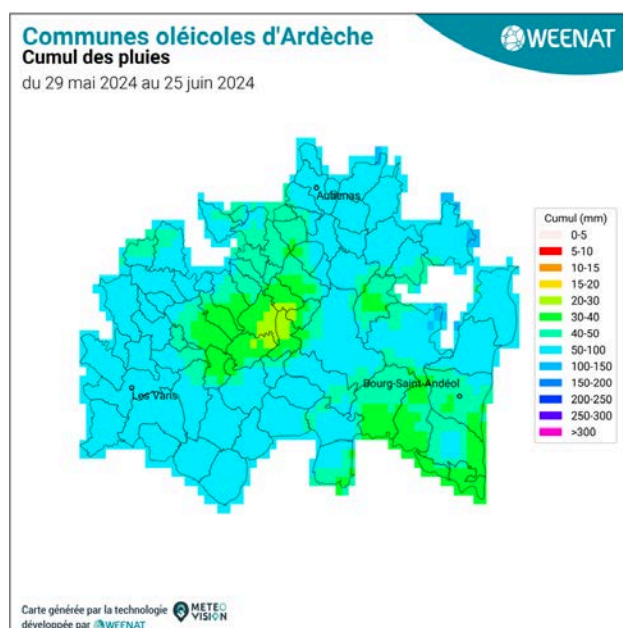 Communes oléicoles d'Ardèche
WEENAT
Cumul des pluies
du 29 mai 2024 au 25 juin 2024
Aubenas
Cumul (mm)
0-5
5-10
10-15
15-20
20-30
30-40
40-50
50-100
100-150
150-200
200-250
250-300
>300
Bourg-Saint-Andéol
Les Vans
Carte générée par la technologie METEO
développée par WEENAT VISION